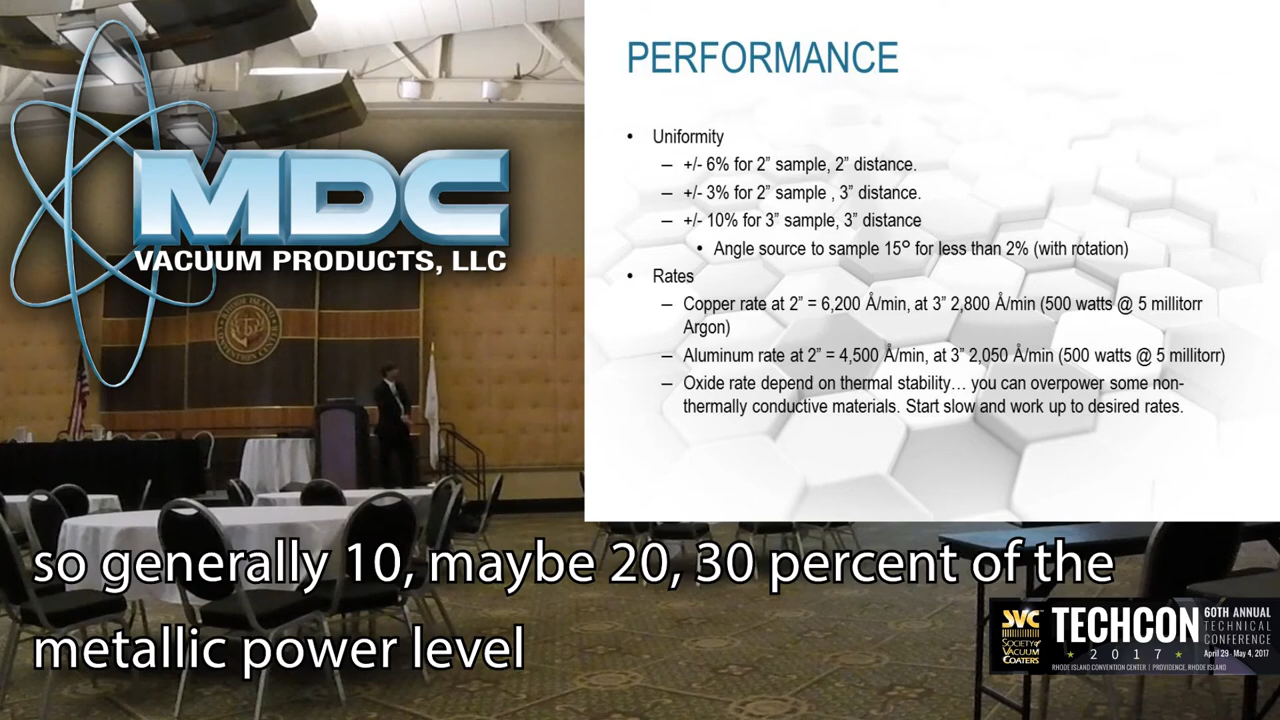 MDC
VACUUM PRODUCTS, LLC
PERFORMANCE
• Uniformity
– +/- 6% for 2” sample, 2” distance.
– +/- 3% for 2” sample , 3” distance.
– +/- 10% for 3” sample, 3” distance
• Angle source to sample 15º for less than 2% (with rotation)
• Rates
– Copper rate at 2” = 6,200 Å/min, at 3” 2,800 Å/min (500 watts @ 5 millitorr
Argon)
– Aluminum rate at 2” = 4,500 Å/min, at 3” 2,050 Å/min (500 watts @ 5 millitorr)
– Oxide rate depend on thermal stability… you can overpower some non-
thermally conductive materials. Start slow and work up to desired rates.
so generally 10, maybe 20, 30 percent of the
metallic power level
SVC
SOCIETY of
VACUUM
COATERS
TECHCON
2017
60TH ANNUAL
TECHNICAL
CONFERENCE
April 29 - May 4, 2017
RHODE ISLAND CONVENTION CENTER | PROVIDENCE, RHODE ISLAND